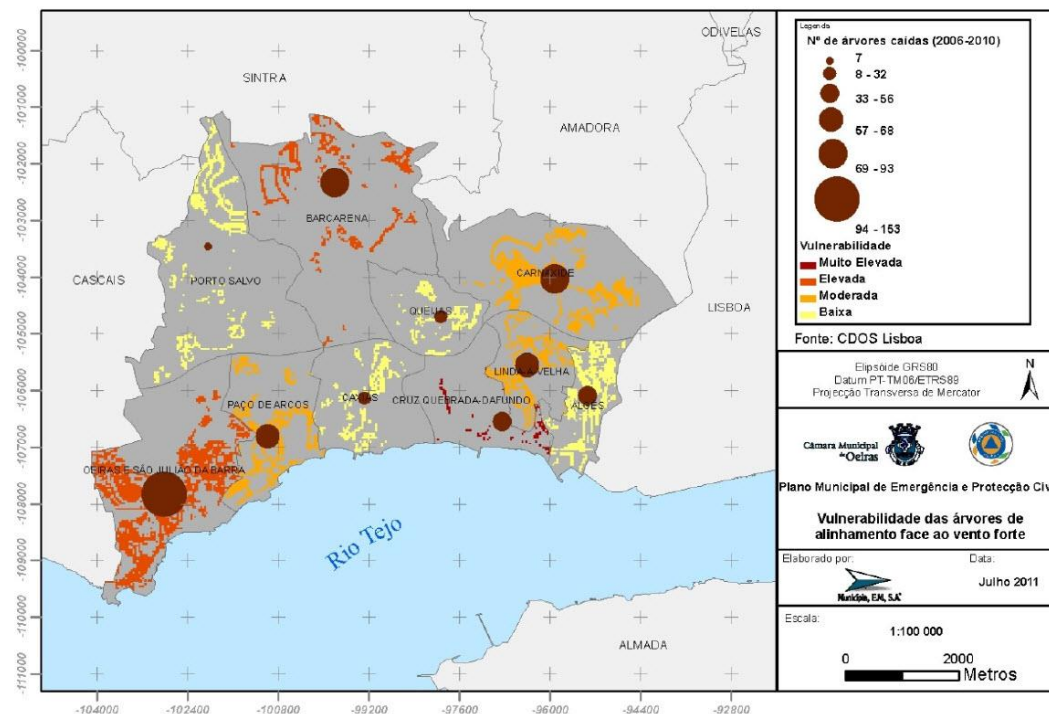 ODIVELAS
SINTRA
AMADORA
BARCARENA
CASCAIS
PORTO SALVO
CARNAXIDE
QUEIJAS
LISBOA
LINDA-A-VELHA
CAXIAS
CRUZ QUEBRADA-DAFUNDO
ALGÉS
PAÇO DE ARCOS
OEIRAS E SÃO JULIÃO DA BARRA
Rio Tejo
ALMADA
-100000
-101000
-102000
-103000
-104000
-105000
-106000
-107000
-108000
-109000
-110000
-111000
-104000
-102400
-100800
-99200
-97600
-96000
-94400
-92800
Legenda
Nº de árvores caídas (2006-2010)
7
8 - 32
33 - 56
57 - 68
69 - 93
94 - 153
Vulnerabilidade
Muito Elevada
Elevada
Moderada
Baixa
Fonte: CDOS Lisboa
Elipsóide GRS80
Datum PT-TM06/ETRS89
Projecção Transversa de Mercator
N
Câmara Municipal
de Oeiras
Plano Municipal de Emergência e Protecção Civ
Vulnerabilidade das árvores de
alinhamento face ao vento forte
Elaborado por:
Data:
Município, E.M, S.A
Julho 2011
Escala:
1:100 000
0
2000
Metros